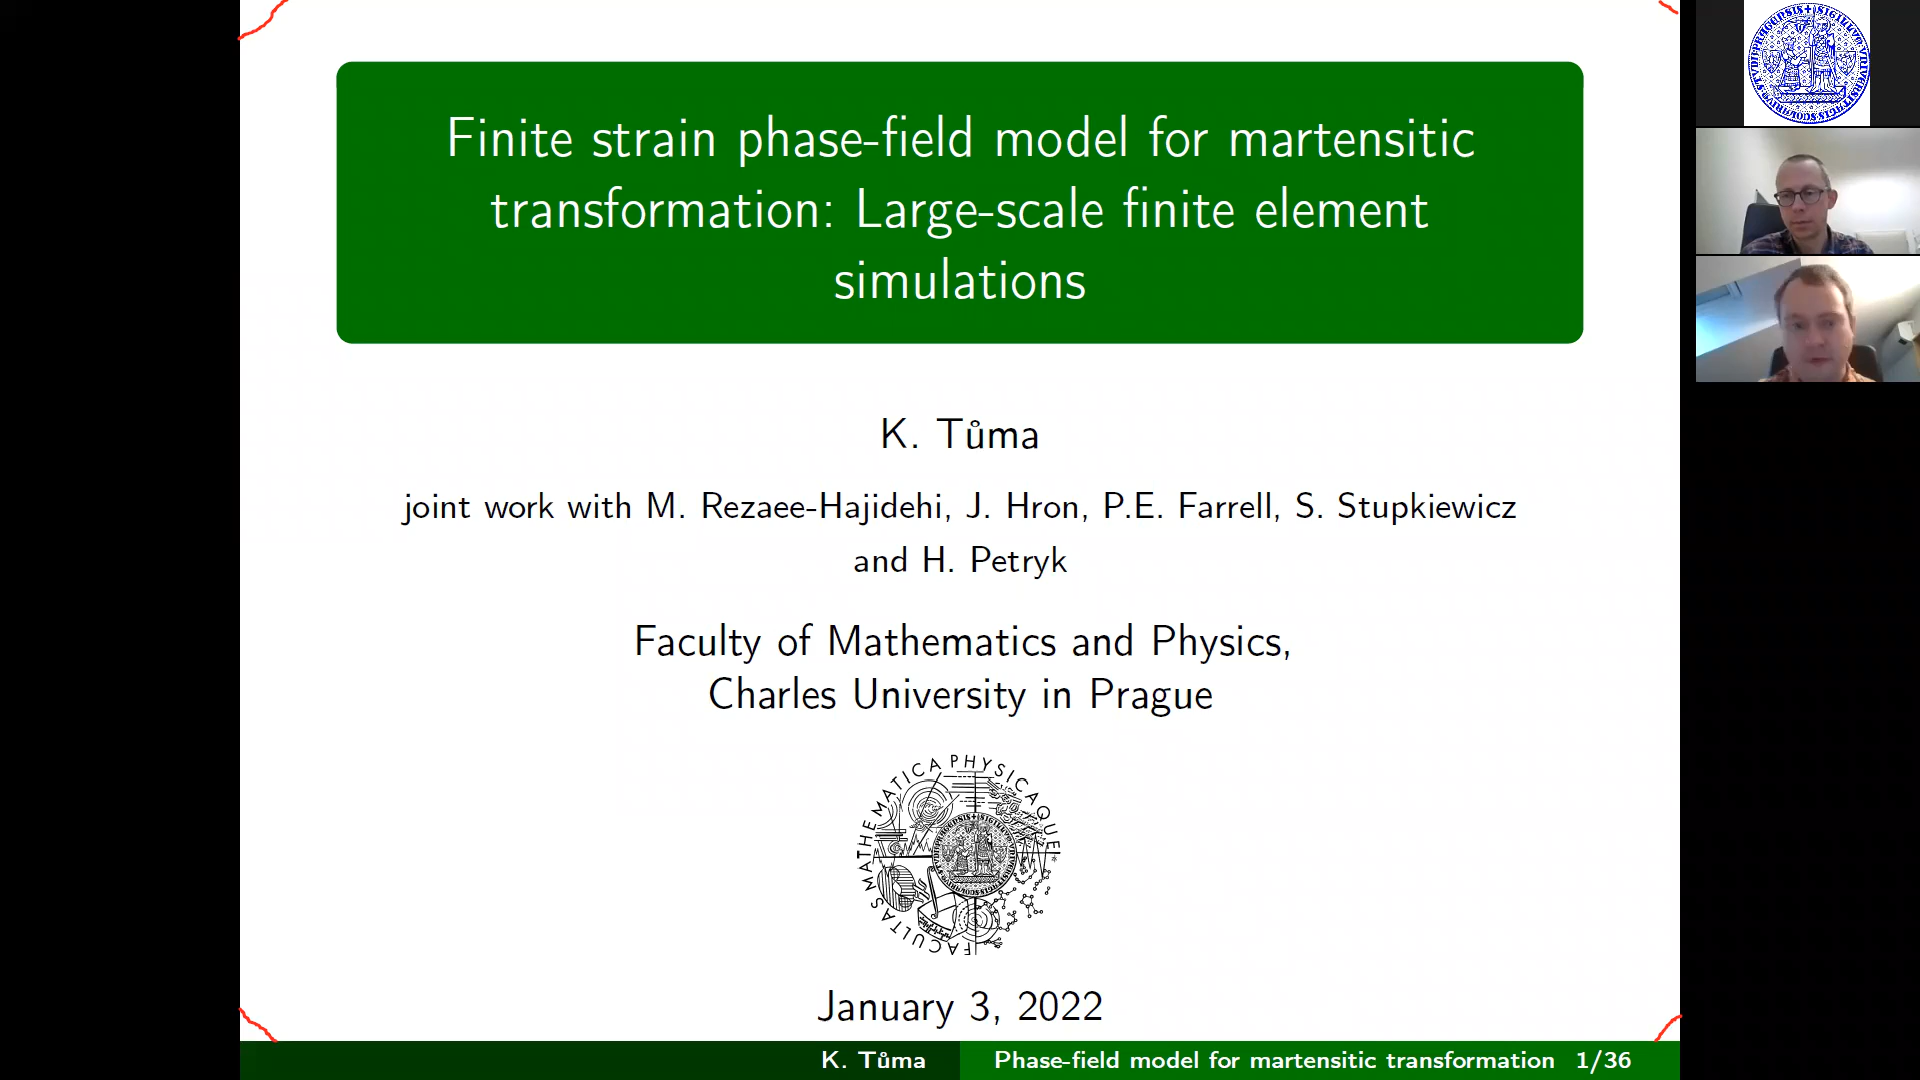 Finite strain phase-field model for martensitic
transformation: Large-scale finite element
simulations
K. Tůma
joint work with M. Rezaee-Hajidehi, J. Hron, P.E. Farrell, S. Stupkiewicz
and H. Petryk
Faculty of Mathematics and Physics,
Charles University in Prague
FACULTAS MATHEMATICA PHYSICAQUE
January 3, 2022
K. Tůma
Phase-field model for martensitic transformation 1/36